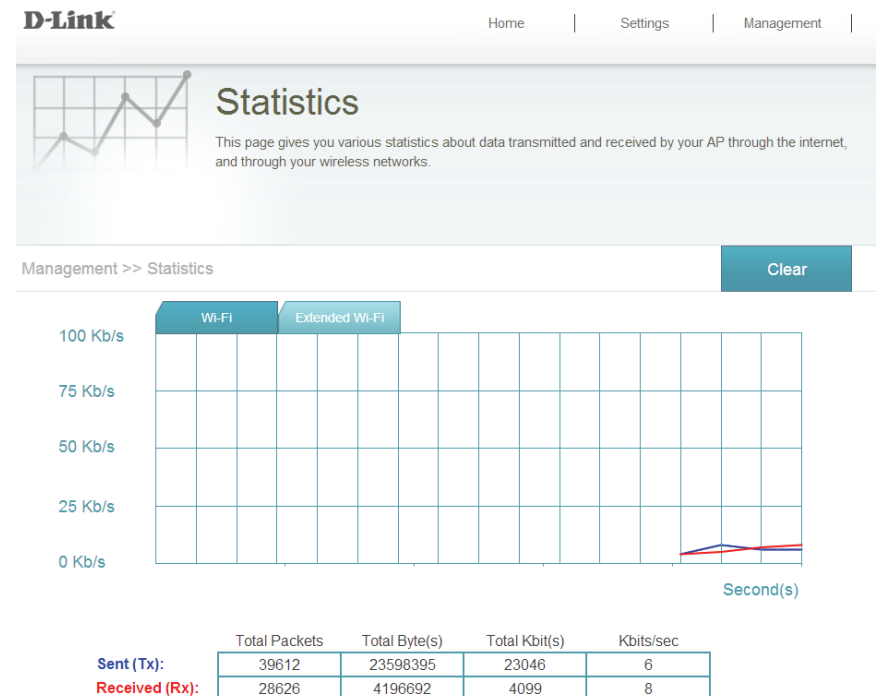 D-Link
Home Settings Management
Statistics
This page gives you various statistics about data transmitted and received by your AP through the internet,
and through your wireless networks.
Management >> Statistics
Clear
Wi-Fi Extended Wi-Fi
100 Kb/s
75 Kb/s
50 Kb/s
25 Kb/s
0 Kb/s
Second(s)
Total Packets Total Byte(s) Total Kbit(s) Kbits/sec
Sent (Tx): 39612 23598395 23046 6
Received (Rx): 28626 4196692 4099 8